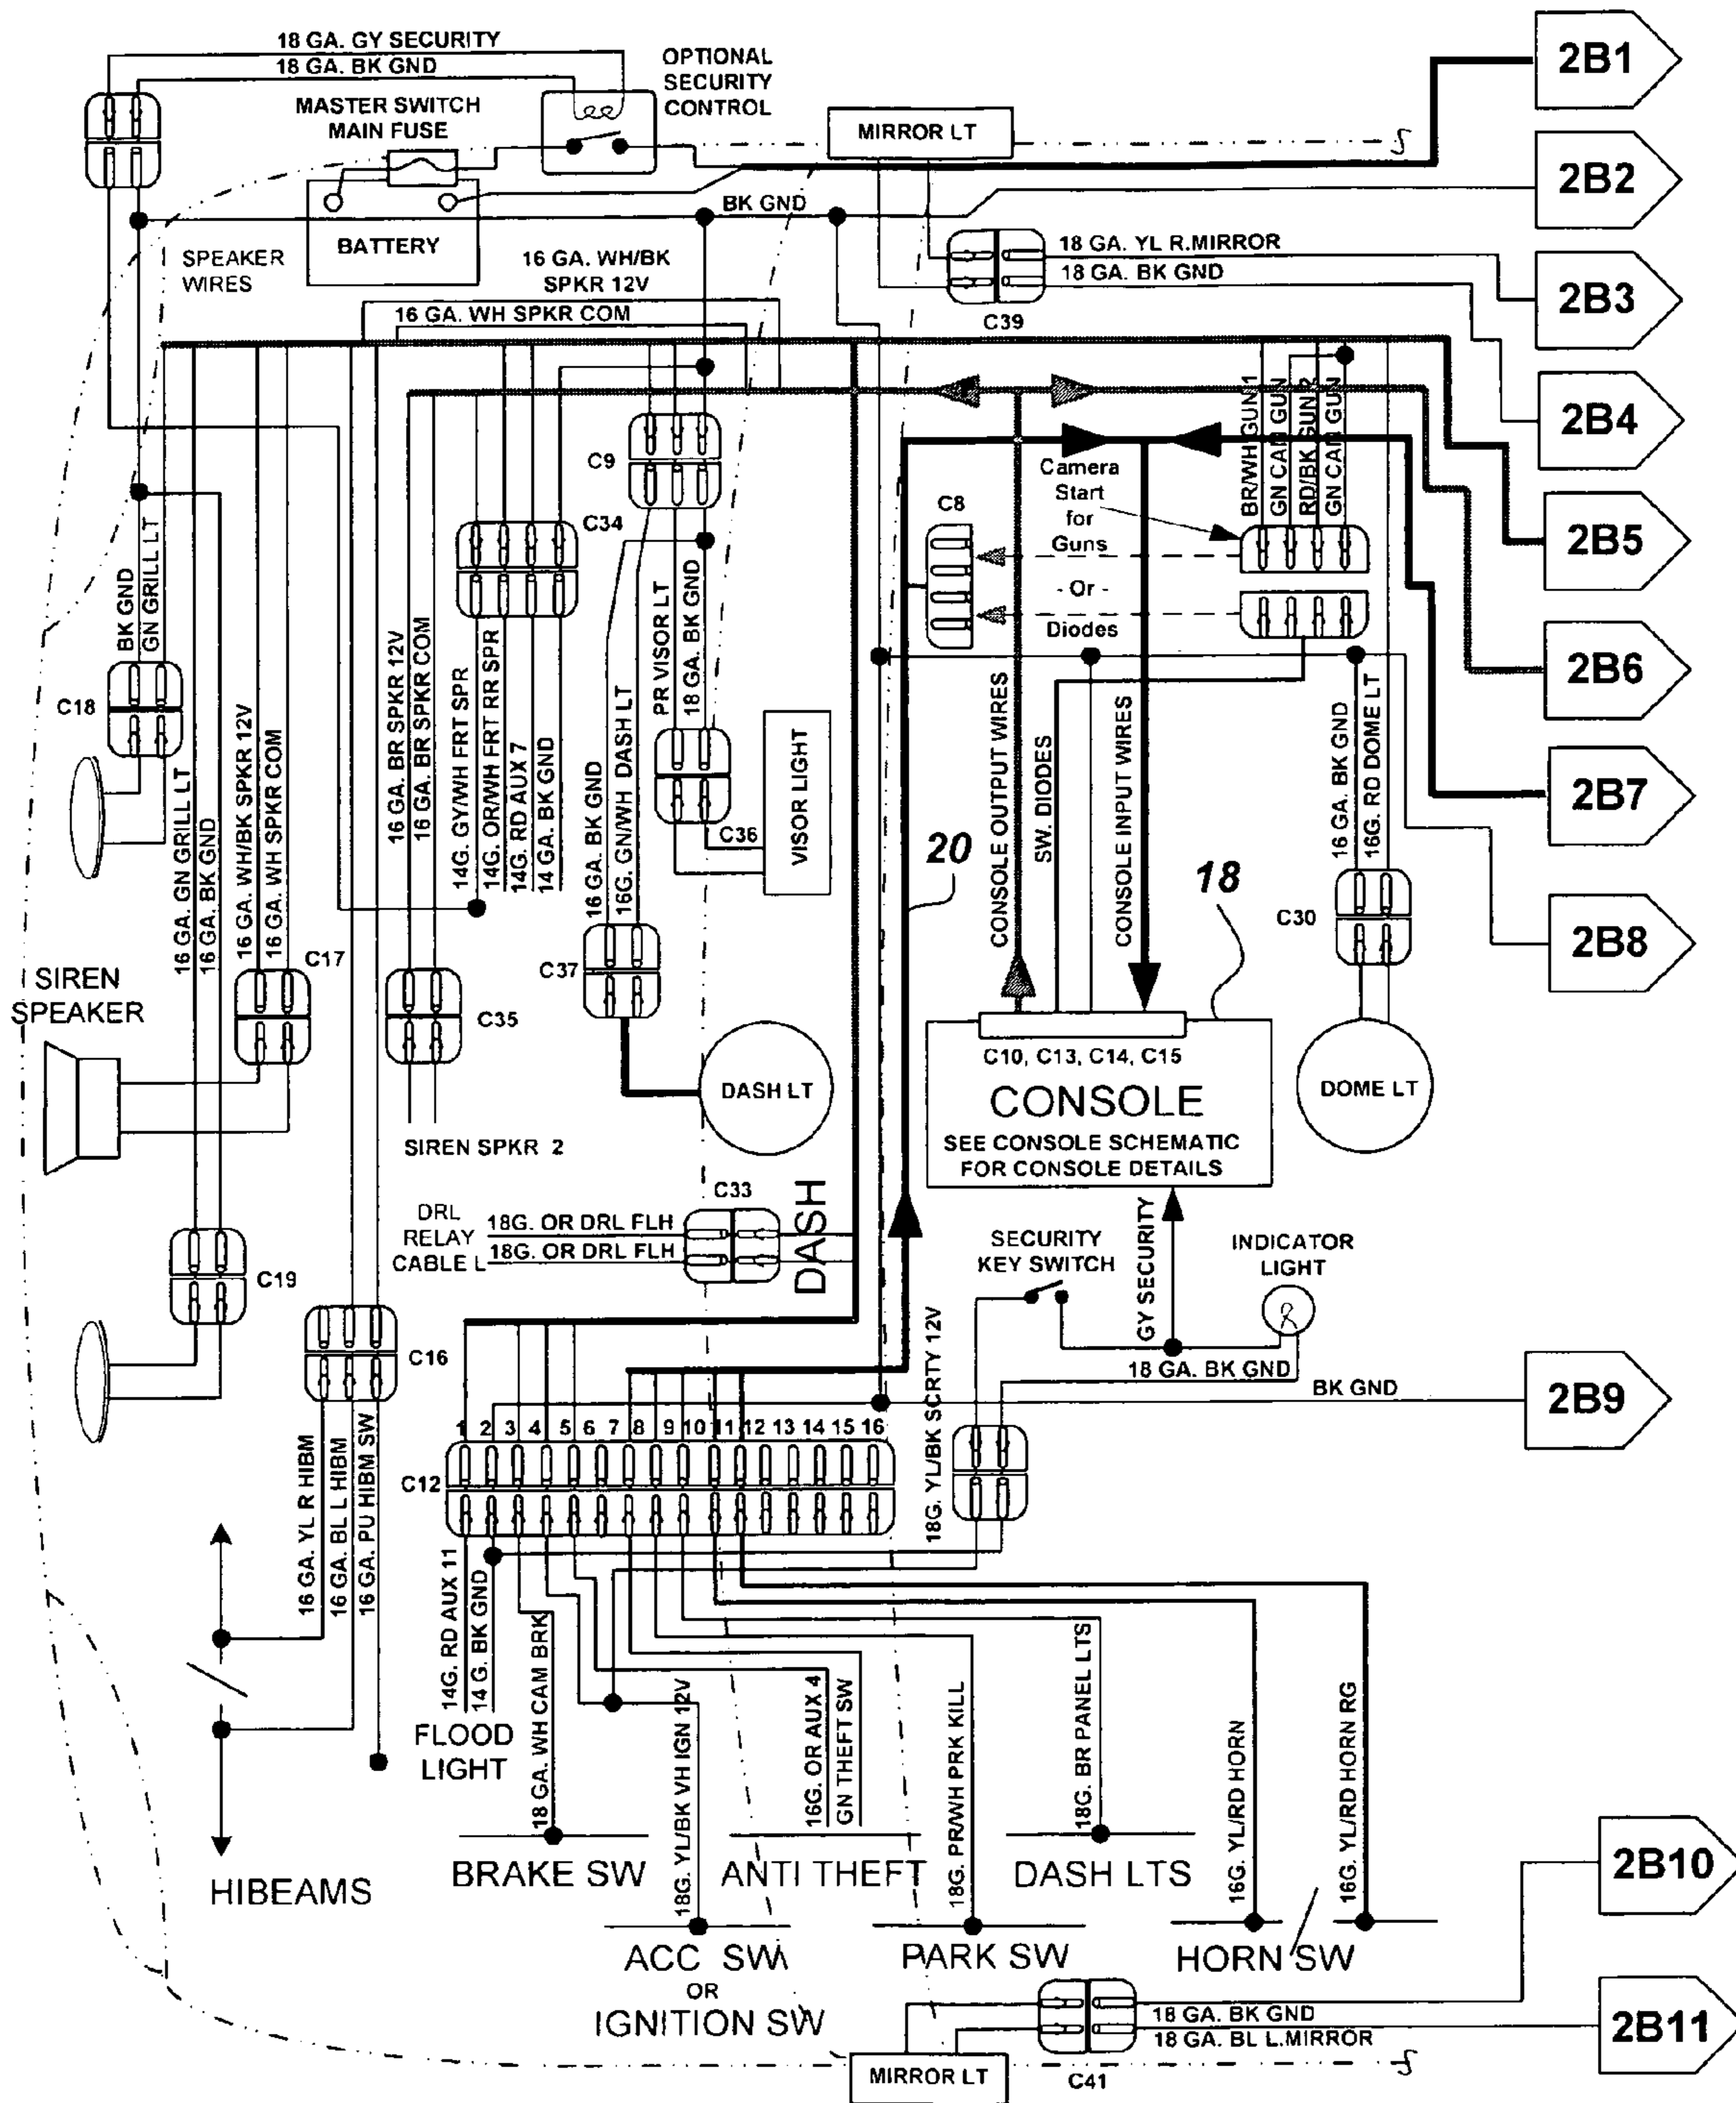 18 GA. GY SECURITY
18 GA. BK GND
OPTIONAL
SECURITY
CONTROL
MASTER SWITCH
MAIN FUSE
MIRROR LT
2B1
2B2
BK GND
BATTERY
SPEAKER
WIRES
16 GA. WH/BK
SPKR 12V
16 GA. WH SPKR COM
18 GA. YL R.MIRROR
18 GA. BK GND
C39
2B3
2B4
BR/WH GUN 1
GN CAM GUN
RD/BK GUN 2
GN CAM GUN
C9
C34
C8
Camera
Start
for
Guns
- Or -
Diodes
2B5
2B6
2B7
2B8
BK GND
GN GRILL LT
C18
16 GA. GN GRILL LT
16 GA. BK GND
16 GA. WH/BK SPKR 12V
16 GA. WH SPKR COM
16 GA. BR SPKR 12V
16 GA. BR SPKR COM
14G. GY/WH FRT SPR
14G. OR/WH FRT RR SPR
14G. RD AUX 7
14 GA. BK GND
16 GA. BK GND
16G. GN/WH DASH LT
PR VISOR LT
18 GA. BK GND
C36
VISOR LIGHT
20
CONSOLE OUTPUT WIRES
SW. DIODES
CONSOLE INPUT WIRES
18
16 GA. BK GND
16G. RD DOME LT
C30
C17
C35
C37
SIREN
SPEAKER
DASH LT
C10, C13, C14, C15
CONSOLE
SEE CONSOLE SCHEMATIC
FOR CONSOLE DETAILS
DOME LT
SIREN SPKR 2
C33
DRL
RELAY
CABLE L
18G. OR DRL FLH
18G. OR DRL FLH
DASH
SECURITY
KEY SWITCH
GY SECURITY
INDICATOR
LIGHT
R
C19
C16
18G. YL/BK SCRTY 12V
18 GA. BK GND
BK GND
2B9
1 2 3 4 5 6 7 8 9 10 11 12 13 14 15 16
C12
16 GA. YL R HIBM
16 GA. BL L HIBM
16 GA. PU HIBM SW
14G. RD AUX 11
14 G. BK GND
FLOOD
LIGHT
18 GA. WH CAM BRK
18G. YL/BK VH IGN 12V
16G. OR AUX 4
GN THEFT SW
18G. PR/WH PRK KILL
18G. BR PANEL LTS
16G. YL/RD HORN
16G. YL/RD HORN RG
HIBEAMS
BRAKE SW
ANTI THEFT
DASH LTS
2B10
ACC SW
OR
IGNITION SW
PARK SW
HORN SW
18 GA. BK GND
18 GA. BL L.MIRROR
C41
MIRROR LT
2B11